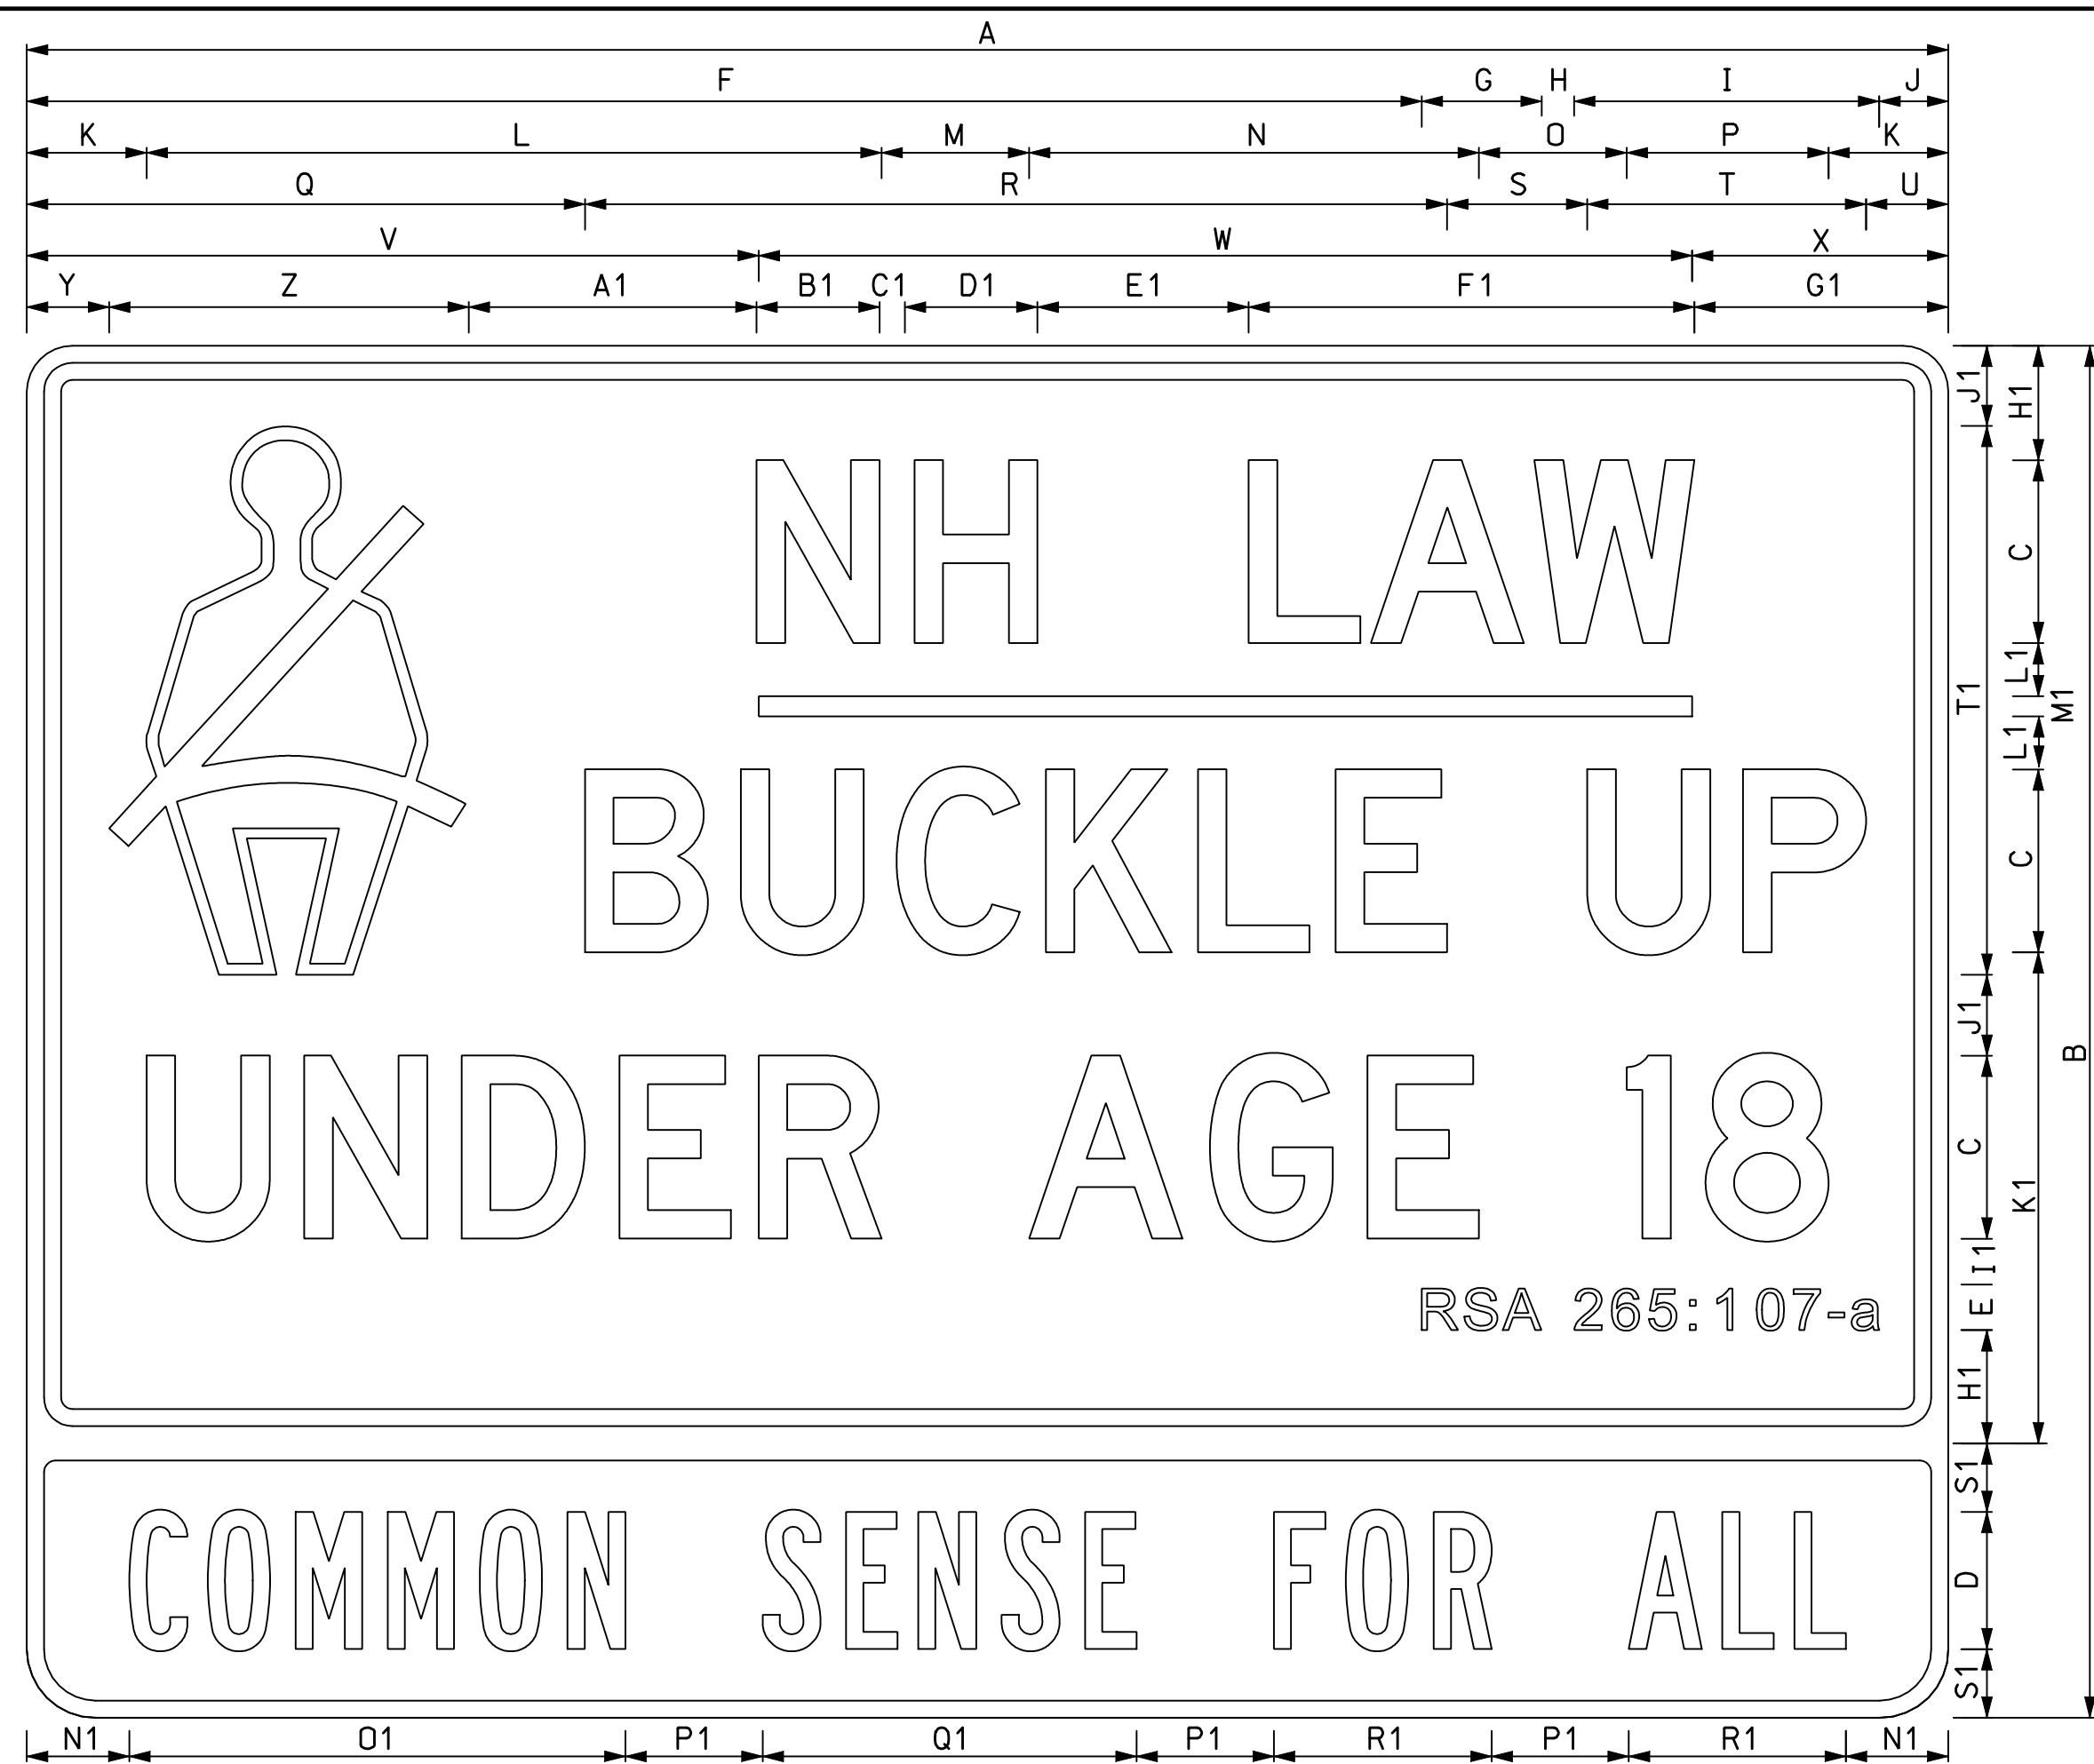 A
F G H I J
K L M N O P K
Q R S T U
V W X
Y Z A1 B1 C1 D1 E1 F1 G1
J1 H1
NH LAW
C
L1
T1 M1
L1
BUCKLE UP
C
J1 B
UNDER AGE 18
C
K1
I1
RSA 265:107-a
E
H1
S1
COMMON SENSE FOR ALL
D
S1
N1 O1 P1 Q1 P1 R1 P1 R1 N1